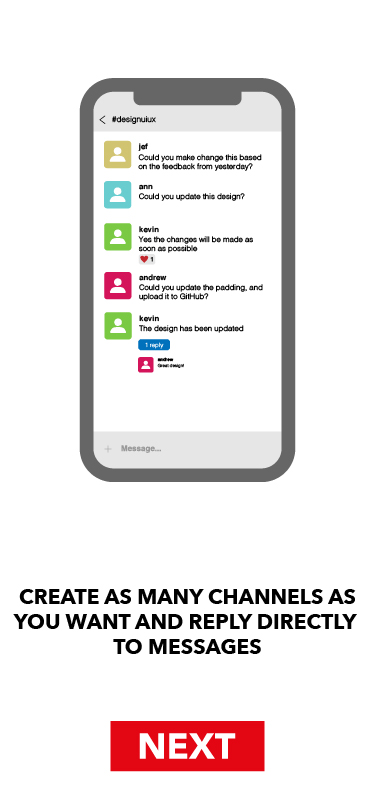 #designuiux
jef
Could you make change this based
on the feedback from yesterday?
ann
Could you update this design?
kevin
Yes the changes will be made as
soon as possible
1
andrew
Could you update the padding, and
upload it to GitHub?
kevin
The design has been updated
1 reply
andrew
Great design!
+ Message...
CREATE AS MANY CHANNELS AS
YOU WANT AND REPLY DIRECTLY
TO MESSAGES
NEXT